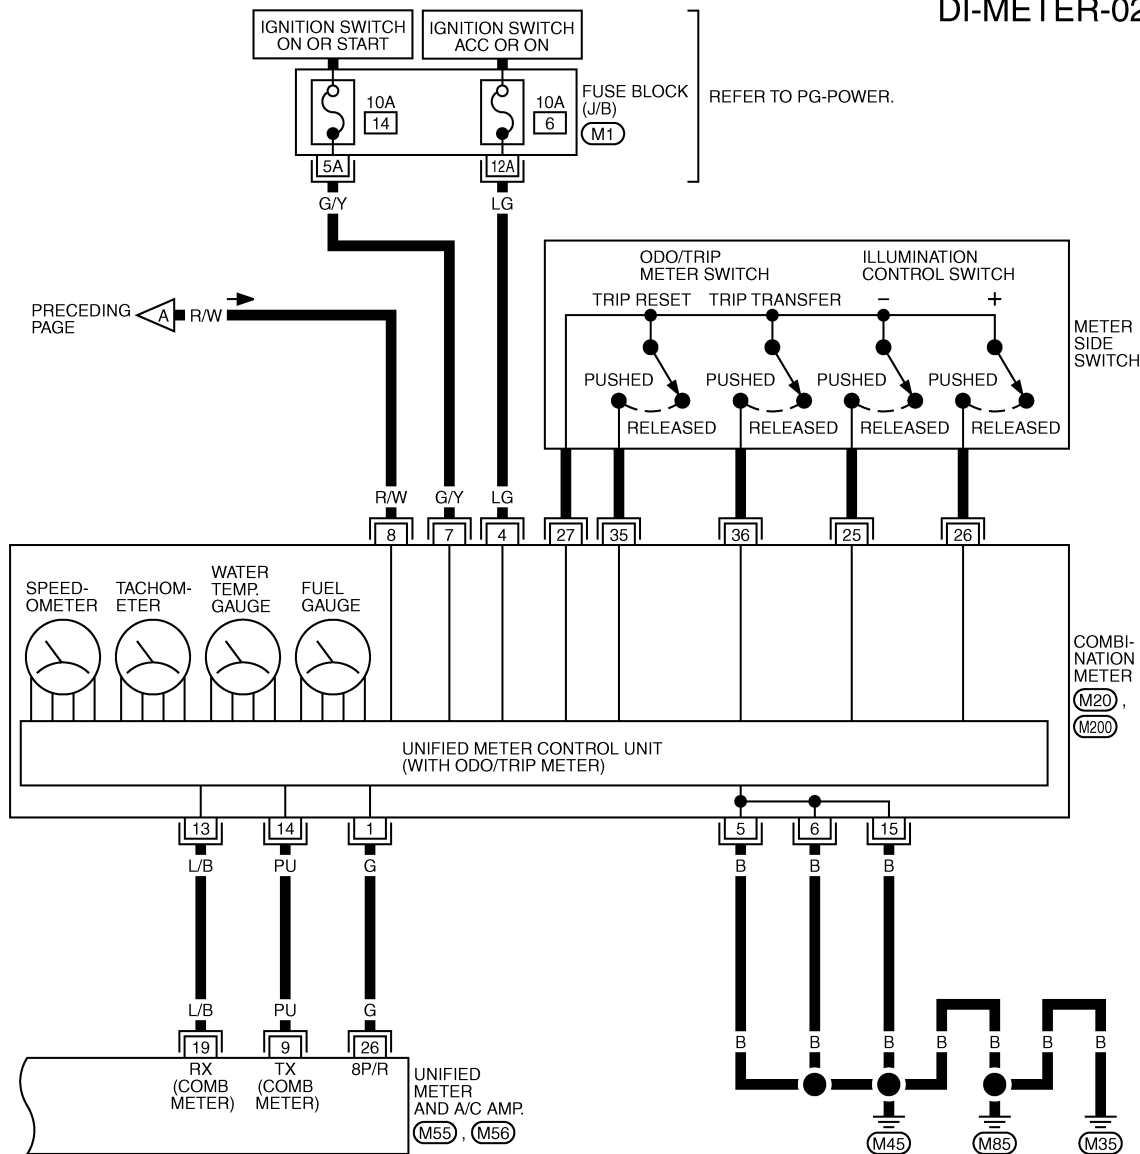 DI-METER-02
IGNITION SWITCH
ON OR START
IGNITION SWITCH
ACC OR ON
10A
14
10A
6
FUSE BLOCK
(J/B)
M1
REFER TO PG-POWER.
5A
12A
G/Y
LG
PRECEDING
PAGE
A
R/W
ODO/TRIP
METER SWITCH
ILLUMINATION
CONTROL SWITCH
TRIP RESET
TRIP TRANSFER
−
+
PUSHED
PUSHED
PUSHED
PUSHED
RELEASED
RELEASED
RELEASED
RELEASED
METER
SIDE
SWITCH
R/W
G/Y
LG
8
7
4
27
35
36
25
26
SPEED-
OMETER
TACHOM-
ETER
WATER
TEMP.
GAUGE
FUEL
GAUGE
COMBI-
NATION
METER
M20 ,
M200
UNIFIED METER CONTROL UNIT
(WITH ODO/TRIP METER)
13
14
1
5
6
15
L/B
PU
G
B
B
B
L/B
PU
G
B
B
B
B
B
B
B
19
9
26
RX
(COMB
METER)
TX
(COMB
METER)
8P/R
UNIFIED
METER
AND A/C AMP.
M55 , M56
M45
M85
M35